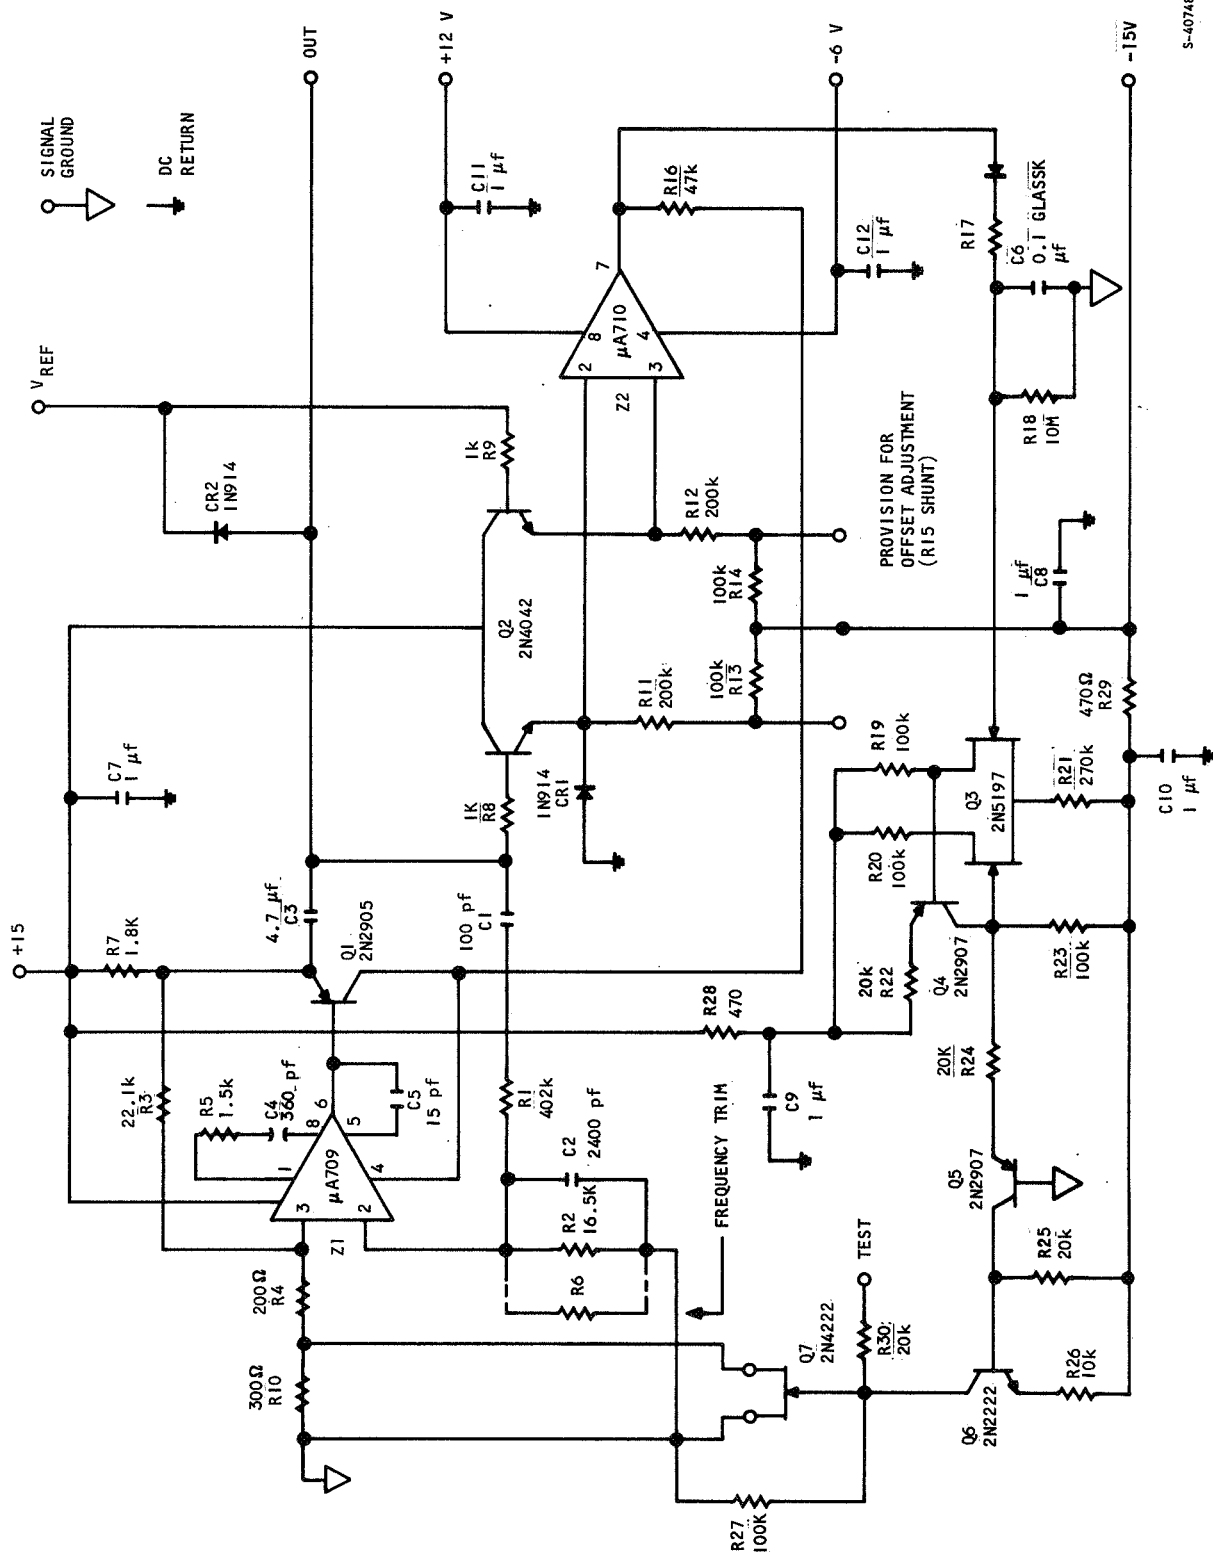 S-40748
SIGNAL
GROUND
DC
RETURN
OUT
+12 V
-6 V
-15V
C11
1 µf
R16
47k
7
C12
1 µf
R17
C6
0.1 GLASSK
µf
VREF
8
µA710
4
2
3
Z2
R18
10M
1k
R9
CR2
1N914
R12
200k
PROVISION FOR
OFFSET ADJUSTMENT
(R15 SHUNT)
100k
R14
1 µf
C8
Q2
2N4042
R11
200k
100k
R13
470Ω
R29
C7
1 µf
1K
R8
1N914
CR1
R19
100k
Q3
2N5197
R21
270k
C10
1 µf
R20
100k
4.7 µf
C3
100 pf
C1
+15
R7
1.8K
Q1
2N2905
20k
R22
Q4
2N2907
R23
100k
R28
470
20K
R24
C9
1 µf
22.1k
R3
R5
1.5k
C4
360 pf
8
6
5
C5
15 pf
1
µA709
4
3
2
Z1
R1
402k
C2
2400 pf
R2
16.5K
R6
FREQUENCY TRIM
Q5
2N2907
R25
20k
TEST
200Ω
R4
300Ω
R10
Q7
2N4222
R30
20k
R26
10k
Q6
2N2222
R27
100K